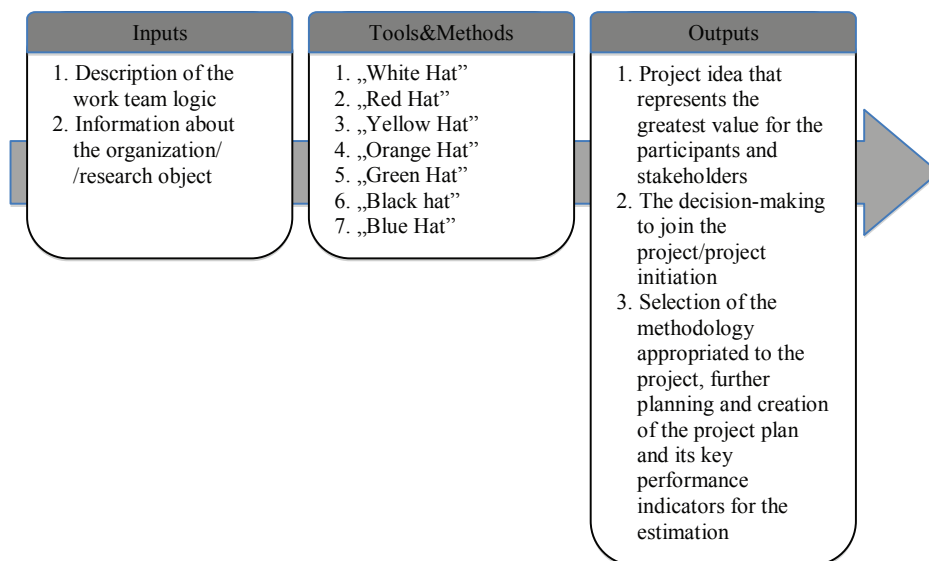 Inputs
1. Description of the
work team logic
2. Information about
the organization/
/research object
Tools&Methods
1. „White Hat”
2. „Red Hat”
3. „Yellow Hat”
4. „Orange Hat”
5. „Green Hat”
6. „Black hat”
7. „Blue Hat”
Outputs
1. Project idea that
represents the
greatest value for the
participants and
stakeholders
2. The decision-making
to join the
project/project
initiation
3. Selection of the
methodology
appropriated to the
project, further
planning and creation
of the project plan
and its key
performance
indicators for the
estimation